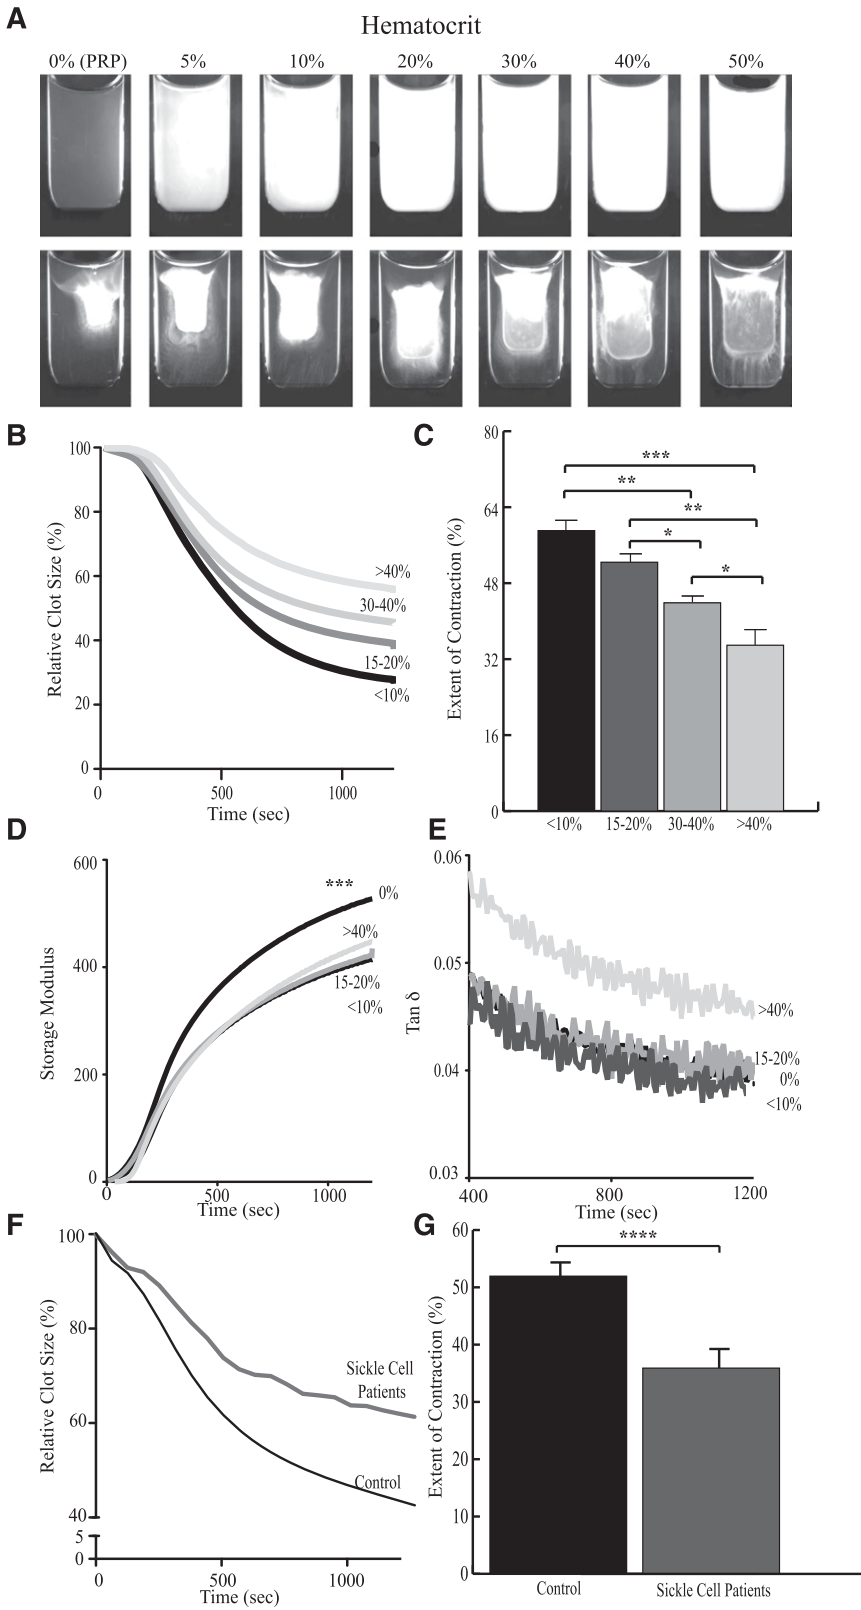 A
Hematocrit
0% (PRP) 5% 10% 20% 30% 40% 50%
B
Relative Clot Size (%)
100
80
60
40
20
0
>40%
30-40%
15-20%
<10%
0 500 1000
Time (sec)
C
Extent of Contraction (%)
80
64
48
32
16
0
***
**
**
*
*
<10% 15-20% 30-40% >40%
D
Storage Modulus
600
400
200
0
***
0%
>40%
15-20%
<10%
0 500 1000
Time (sec)
E
Tan δ
0.06
0.05
0.04
0.03
>40%
15-20%
0%
<10%
400 800 1200
Time (sec)
F
Relative Clot Size (%)
100
80
60
40
5
0
Sickle Cell
Patients
Control
0 500 1000
Time (sec)
G
Extent of Contraction (%)
60
50
40
30
20
10
0
****
Control Sickle Cell Patients